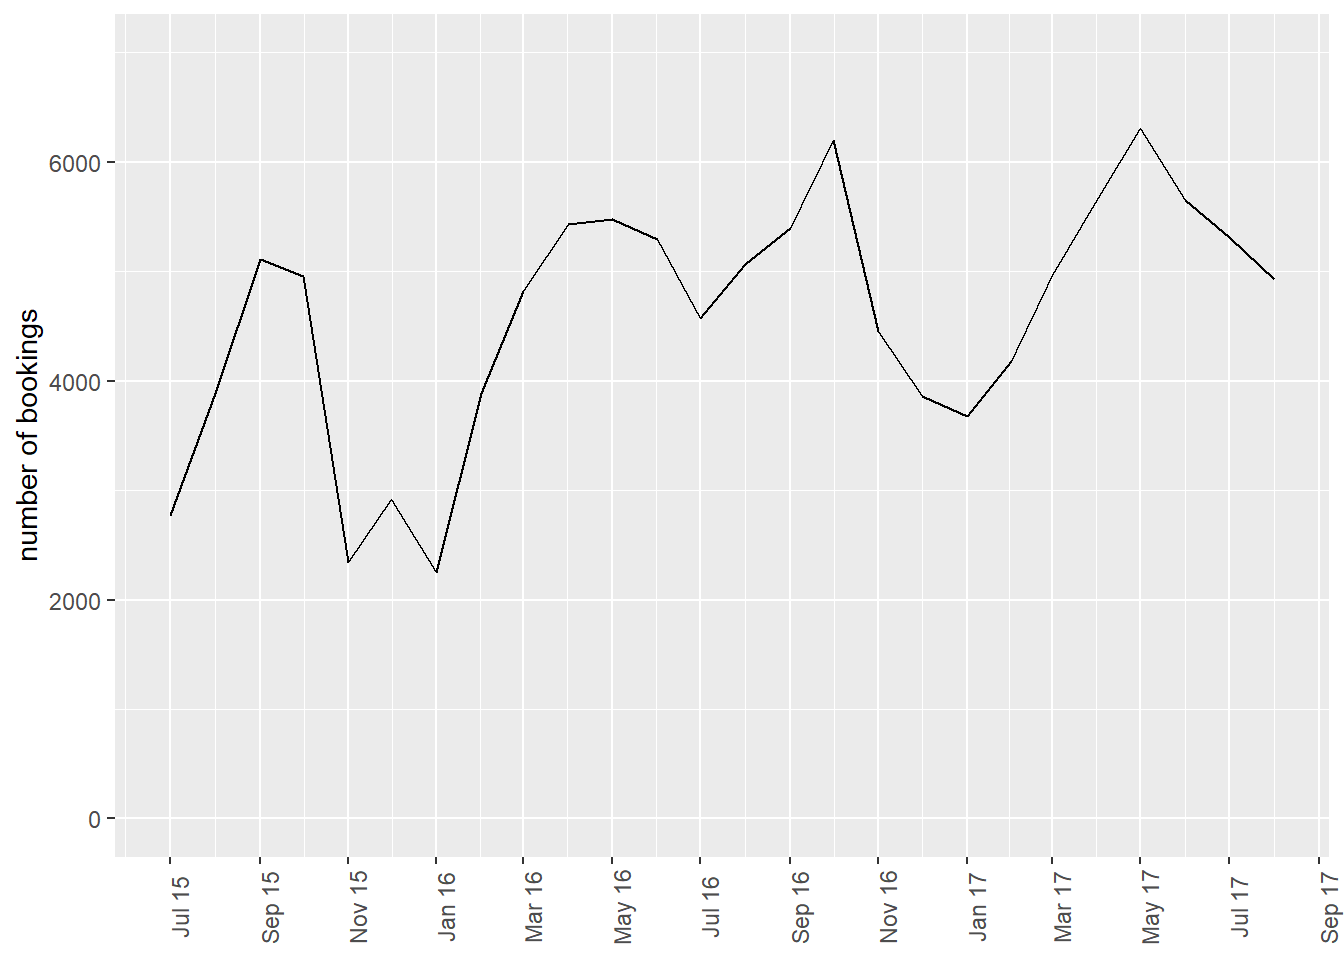 number of bookings
6000
4000
2000
0
Jul 15
Sep 15
Nov 15
Jan 16
Mar 16
May 16
Jul 16
Sep 16
Nov 16
Jan 17
Mar 17
May 17
Jul 17
Sep 17